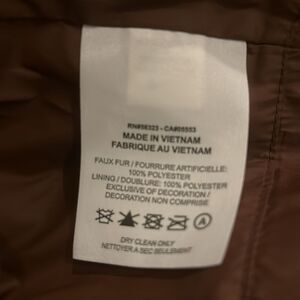 RN#56323 - CA#05553
MADE IN VIETNAM
FABRIQUE AU VIETNAM
FAUX FUR / FOURRURE ARTIFICIELLE:
100% POLYESTER
LINING / DOUBLURE: 100% POLYESTER
EXCLUSIVE OF DECORATION /
DECORATION NON COMPRISE
A
DRY CLEAN ONLY
NETTOYER A SEC SEULEMENT